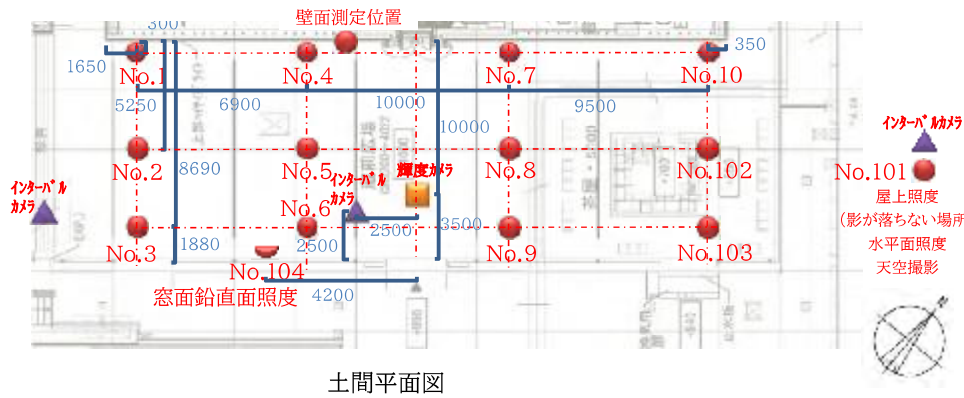 壁面測定位置
300
1650
350
No.1
No.4
No.7
No.10
5250
6900
10000
9500
10000
インターバルカメラ
No.2
8690
No.5
インターバル
カメラ
輝度カメラ
No.8
No.102
No.101
屋上照度
(影が落ちない場所
水平面照度
天空撮影
インターバル
カメラ
No.6
2500
3500
No.3
1880
2500
No.9
No.103
No.104
窓面鉛直面照度
4200
N
土間平面図